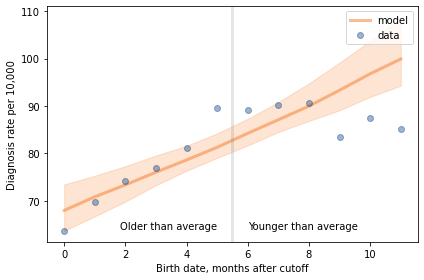 110
100
90
80
70
Diagnosis rate per 10,000
model
data
Older than average
Younger than average
0
2
4
6
8
10
Birth date, months after cutoff